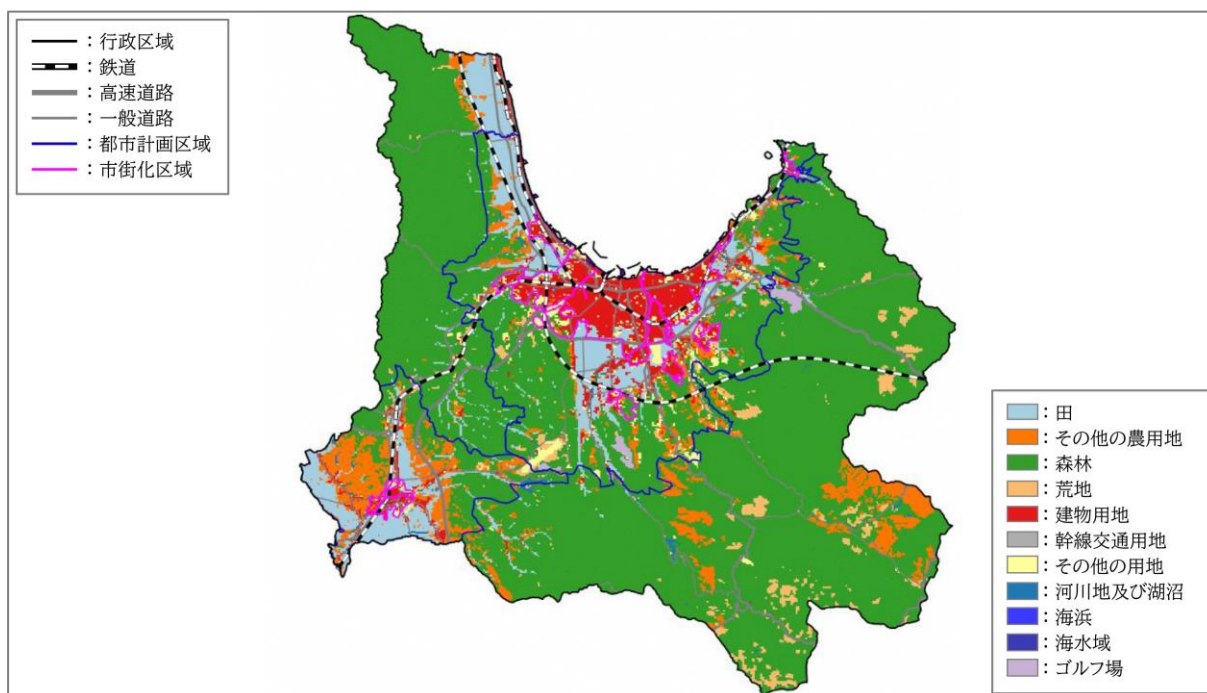 ：行政区域
：鉄道
：高速道路
：一般道路
：都市計画区域
：市街化区域
：田
：その他の農用地
：森林
：荒地
：建物用地
：幹線交通用地
：その他の用地
：河川地及び湖沼
：海浜
：海水域
：ゴルフ場